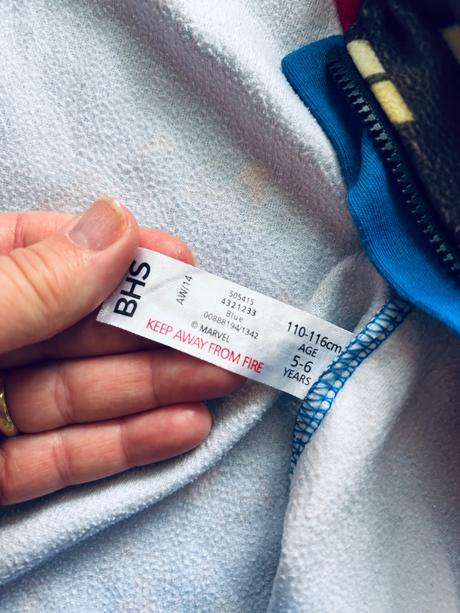 BHS
AW/14
505415
4321233
Blue
00888194/1342
© MARVEL
KEEP AWAY FROM FIRE
110-116cm
AGE
5-6
YEARS